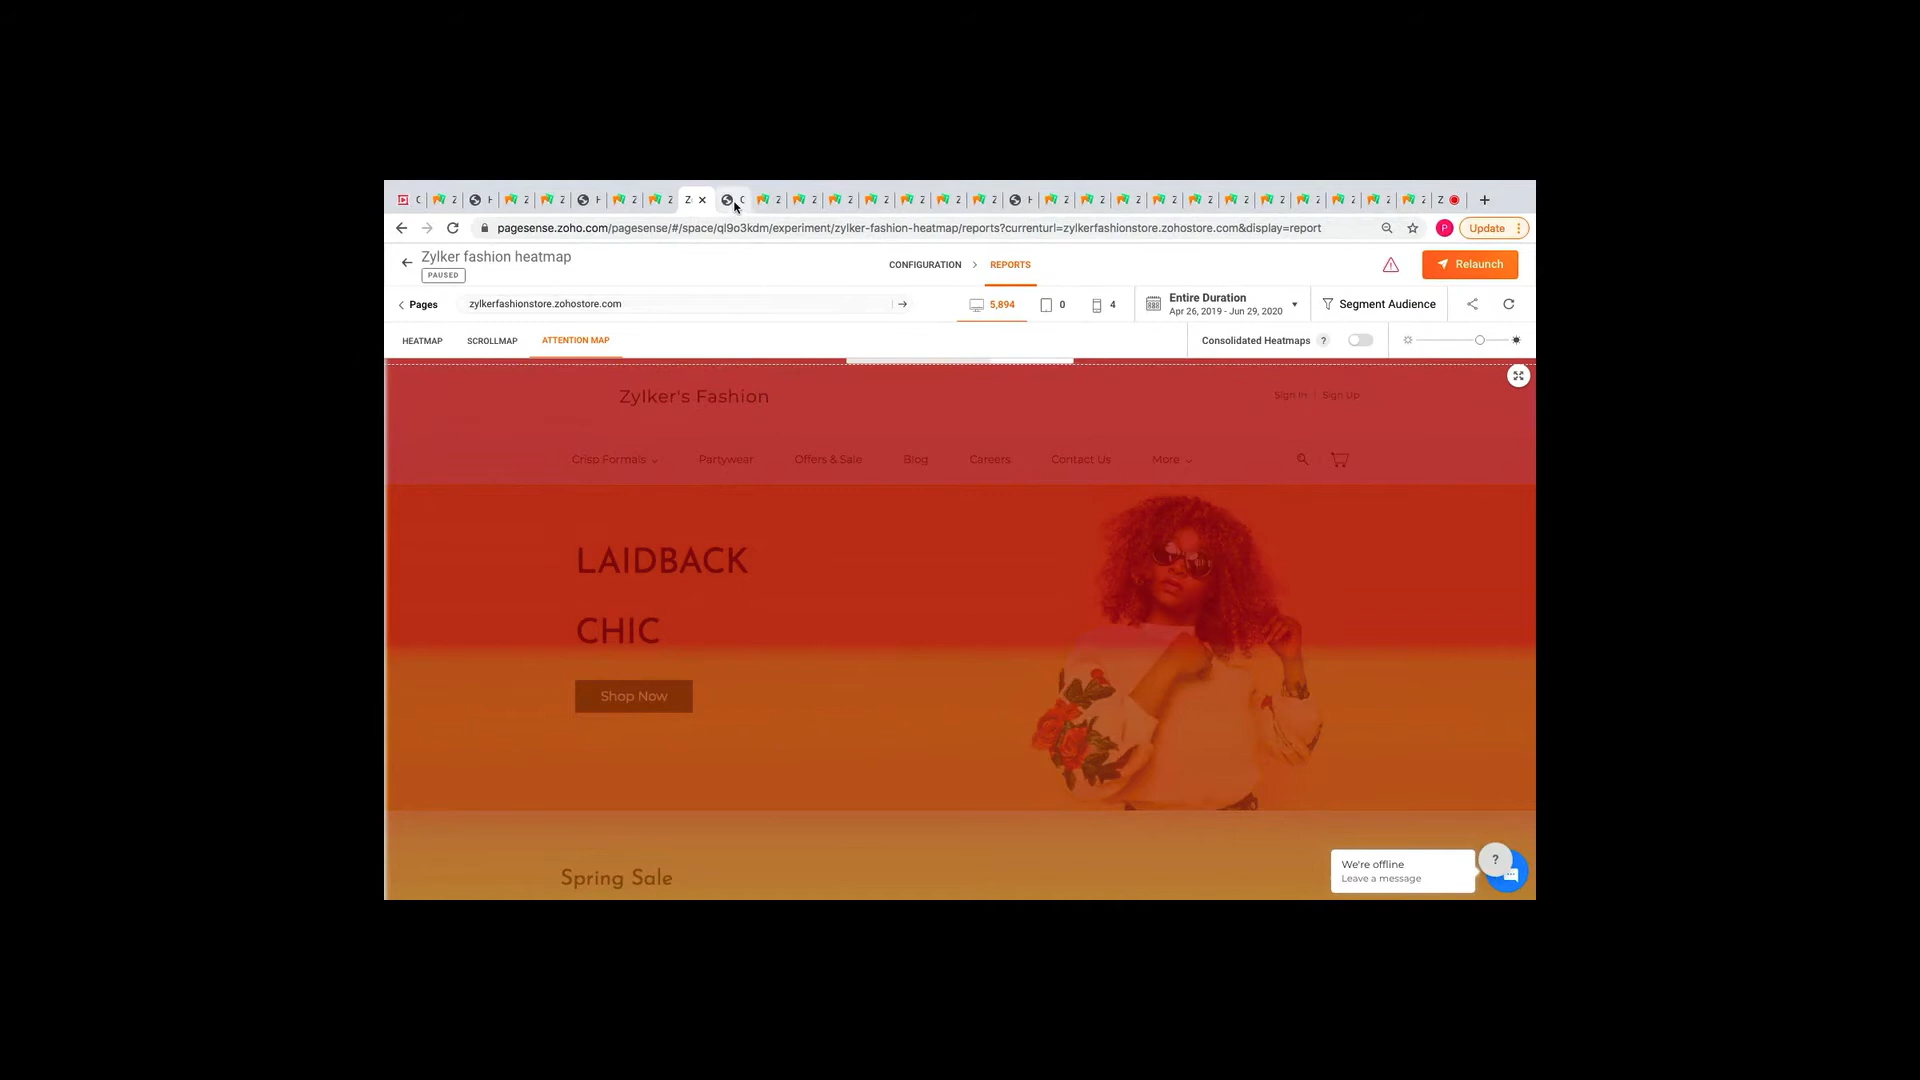 pagesense.zoho.com/pagesense/#/space/ql9o3kdm/experiment/zylker-fashion-heatmap/reports?currenturl=zylkerfashionstore.zohostore.com&display=report
P
Update
Zylker fashion heatmap
PAUSED
CONFIGURATION
REPORTS
Relaunch
Pages
zylkerfashionstore.zohostore.com
5,894
0
4
Entire Duration
Apr 26, 2019 - Jun 29, 2020
Segment Audience
HEATMAP
SCROLLMAP
ATTENTION MAP
Consolidated Heatmaps ?
Zylker's Fashion
Sign In
Sign Up
Crisp Formals
Partywear
Offers & Sale
Blog
Careers
Contact Us
More
LAIDBACK
CHIC
Shop Now
Spring Sale
We're offline
Leave a message
?